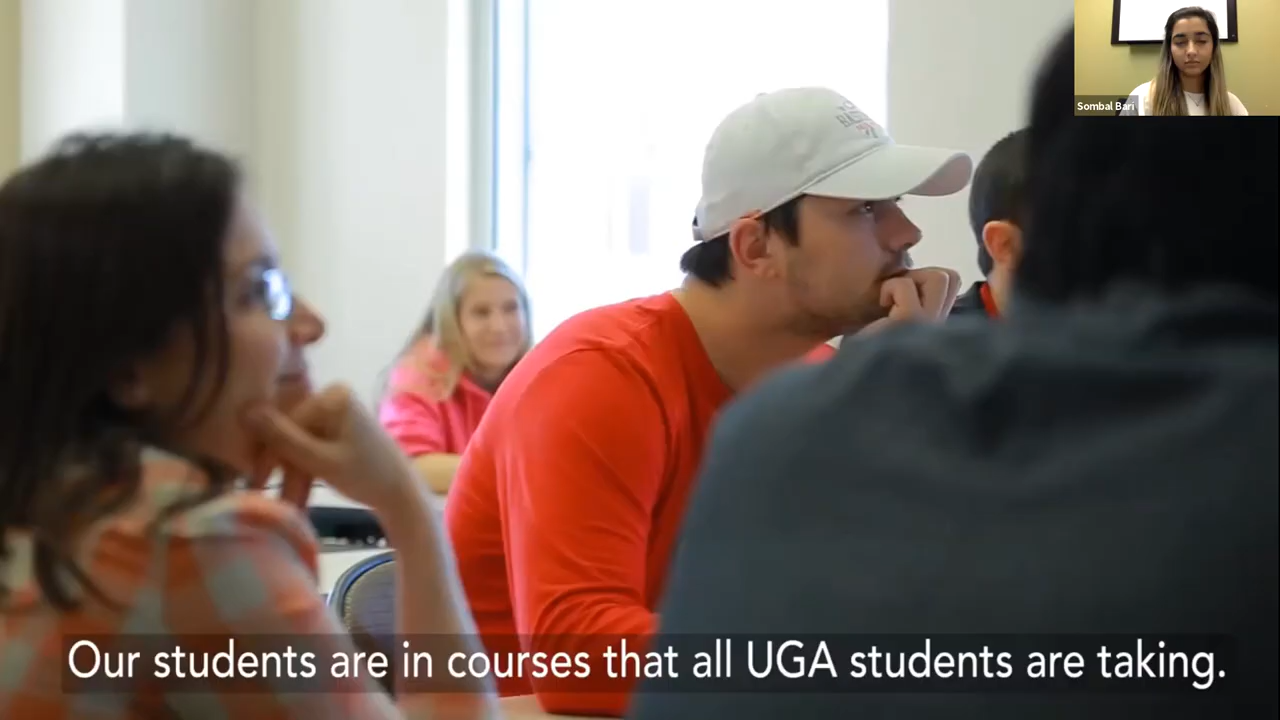 Sombal Bari
Our students are in courses that all UGA students are taking.